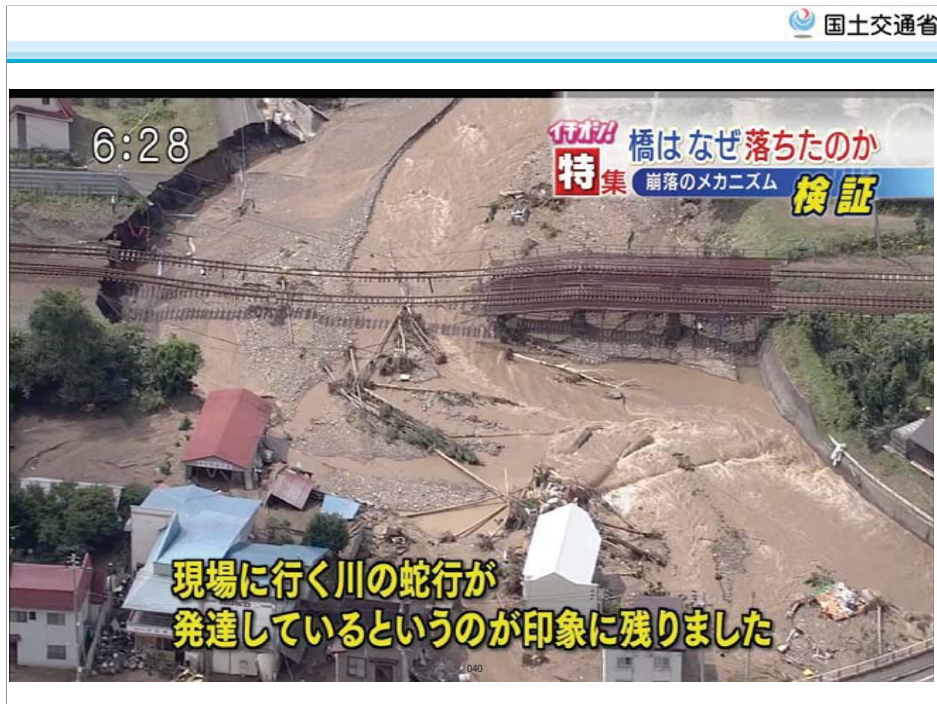 国土交通省
6:28
イチオシ!
特集
橋は なぜ落ちたのか
崩落のメカニズム
検証
現場に行く川の蛇行が
発達しているというのが印象に残りました
040